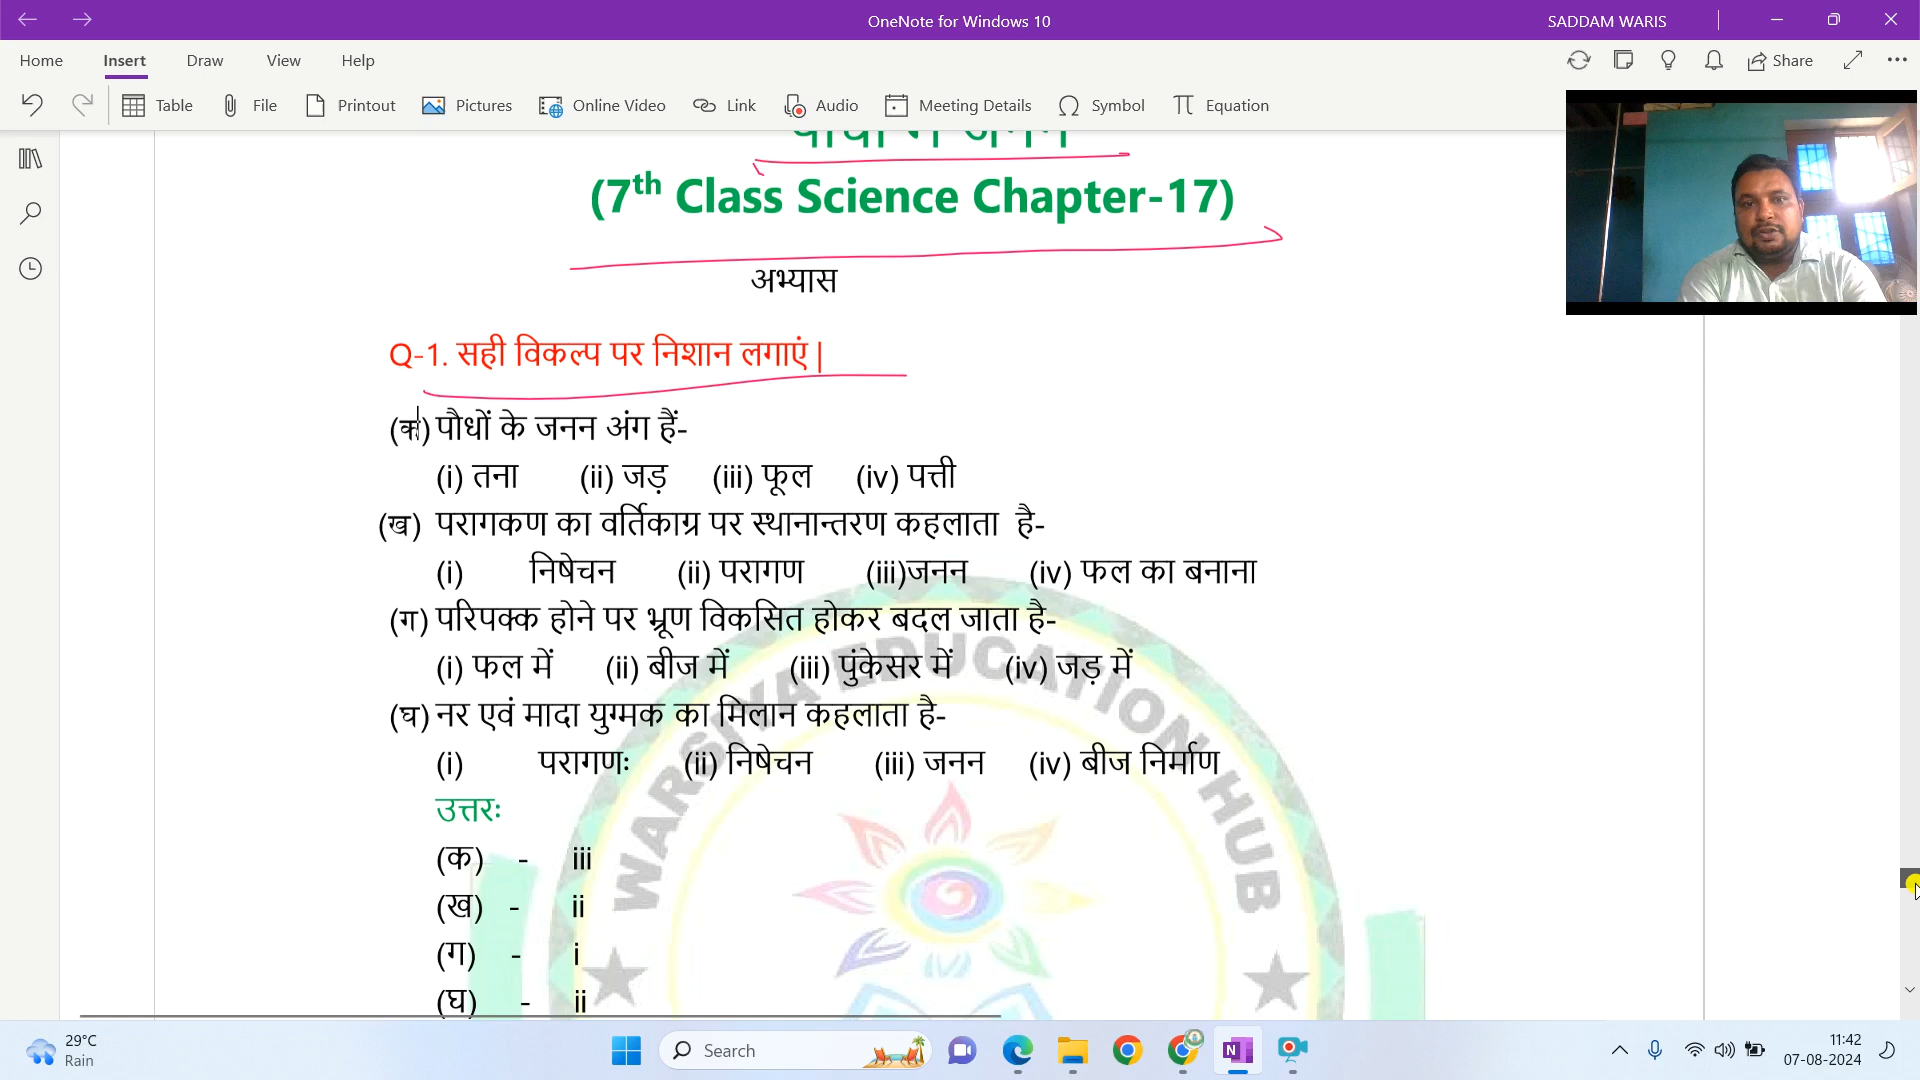 OneNote for Windows 10
SADDAM WARIS
Home Insert Draw View Help Share
Table File Printout Pictures Online Video Link Audio Meeting Details Symbol Equation
(7th Class Science Chapter-17)
अभ्यास
Q-1. सही विकल्प पर निशान लगाएं |
(क) पौधों के जनन अंग हैं-
(i) तना (ii) जड़ (iii) फूल (iv) पत्ती
(ख) परागकण का वर्तिकाग्र पर स्थानान्तरण कहलाता है-
(i) निषेचन (ii) परागण (iii)जनन (iv) फल का बनाना
(ग) परिपक्क होने पर भ्रूण विकसित होकर बदल जाता है-
(i) फल में (ii) बीज में (iii) पुंकेसर में (iv) जड़ में
(घ) नर एवं मादा युग्मक का मिलान कहलाता है-
(i) परागणः (ii) निषेचन (iii) जनन (iv) बीज निर्माण
उत्तरः
(क) - iii
(ख) - ii
(ग) - i
(घ) - ii
WARSIYA EDUCATION HUB
29°C
Rain
Search
11:42
07-08-2024